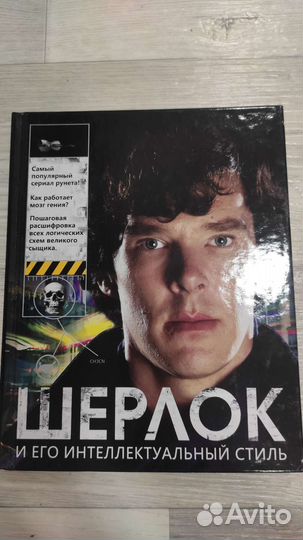 Самый
популярный
сериал рунета!
Как работает
мозг гения?
Пошаговая
расшифровка
всех логических
схем великого
сыщика.
ШЕРЛОК
И ЕГО ИНТЕЛЛЕКТУАЛЬНЫЙ СТИЛЬ
Avito